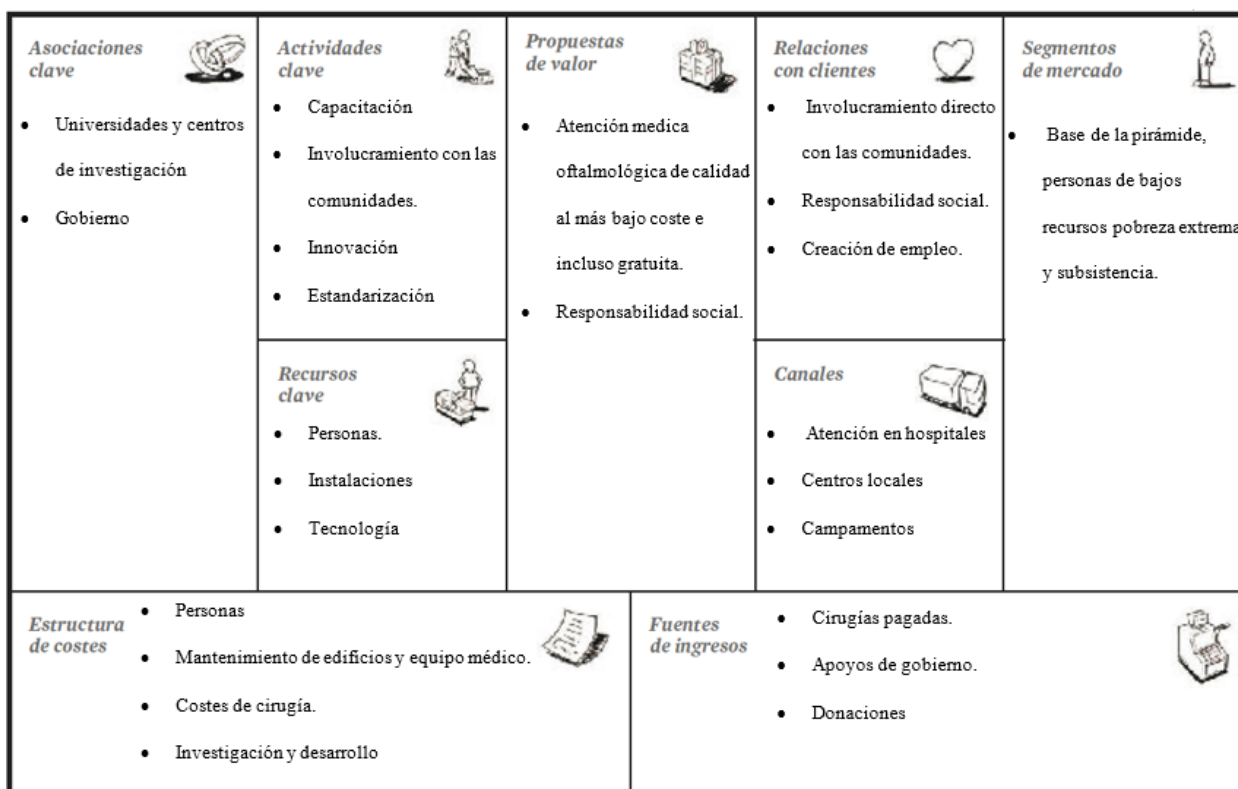 Asociaciones
clave
• Universidades y centros
de investigación
• Gobierno
Actividades
clave
• Capacitación
• Involucramiento con las
comunidades.
• Innovación
• Estandarización
Recursos
clave
• Personas.
• Instalaciones
• Tecnología
Propuestas
de valor
• Atención medica
oftalmológica de calidad
al más bajo coste e
incluso gratuita.
• Responsabilidad social.
Relaciones
con clientes
• Involucramiento directo
con las comunidades.
• Responsabilidad social.
• Creación de empleo.
Canales
• Atención en hospitales
• Centros locales
• Campamentos
Segmentos
de mercado
• Base de la pirámide,
personas de bajos
recursos pobreza extrema
y subsistencia.
Estructura
de costes
• Personas
• Mantenimiento de edificios y equipo médico.
• Costes de cirugía.
• Investigación y desarrollo
Fuentes
de ingresos
• Cirugías pagadas.
• Apoyos de gobierno.
• Donaciones